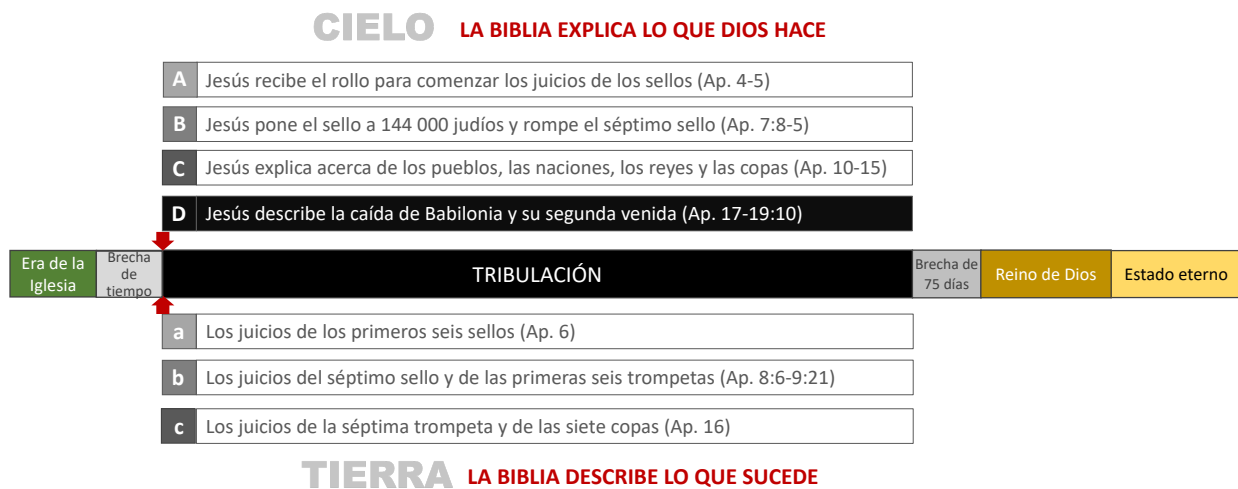 CIELO LA BIBLIA EXPLICA LO QUE DIOS HACE
A Jesús recibe el rollo para comenzar los juicios de los sellos (Ap. 4-5)
B Jesús pone el sello a 144 000 judíos y rompe el séptimo sello (Ap. 7:8-5)
C Jesús explica acerca de los pueblos, las naciones, los reyes y las copas (Ap. 10-15)
D Jesús describe la caída de Babilonia y su segunda venida (Ap. 17-19:10)
Era de la
Iglesia
Brecha
de
tiempo
TRIBULACIÓN
Brecha de
75 días
Reino de Dios
Estado eterno
a Los juicios de los primeros seis sellos (Ap. 6)
b Los juicios del séptimo sello y de las primeras seis trompetas (Ap. 8:6-9:21)
c Los juicios de la séptima trompeta y de las siete copas (Ap. 16)
TIERRA LA BIBLIA DESCRIBE LO QUE SUCEDE